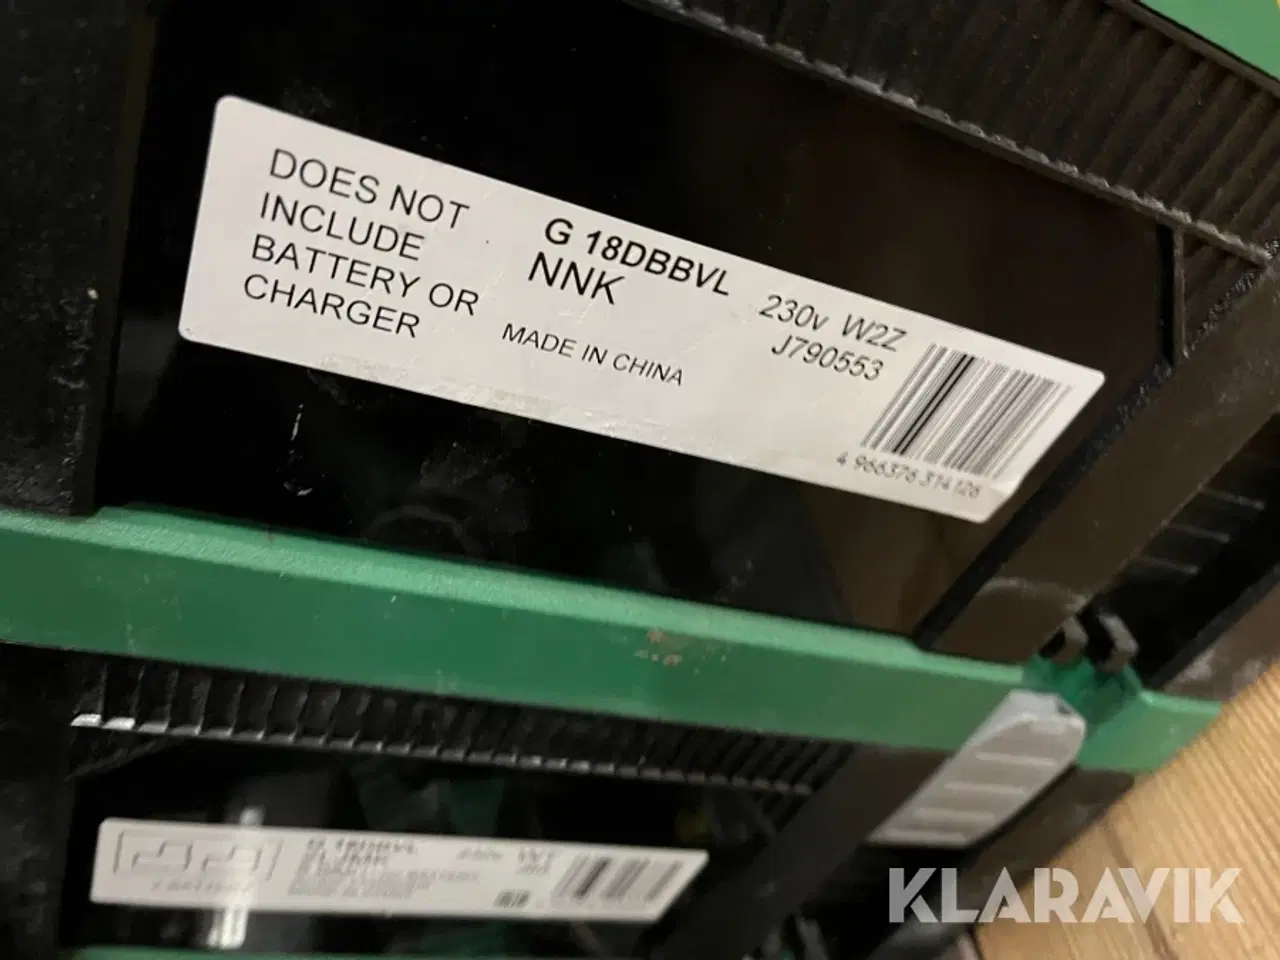 DOES NOT
INCLUDE
BATTERY OR
CHARGER
G 18DBBVL
NNK
MADE IN CHINA
230v W2Z
J790553
4 966376 314126
KLARAVIK